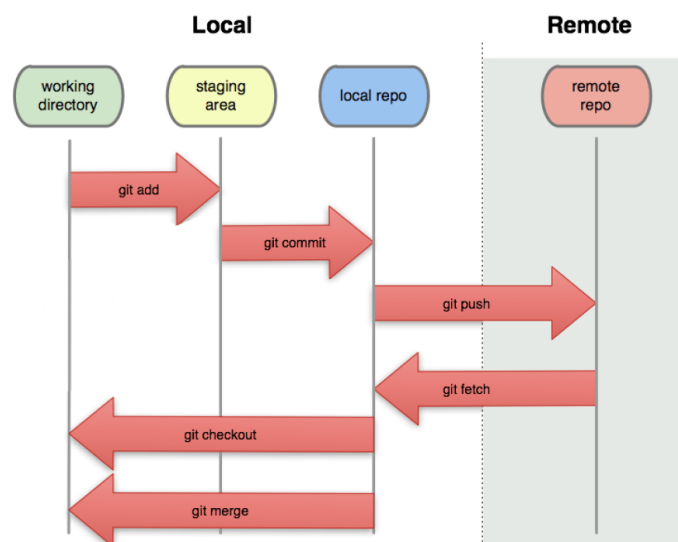 Local
Remote
working
directory
staging
area
local repo
remote
repo
git add
git commit
git push
git fetch
git checkout
git merge